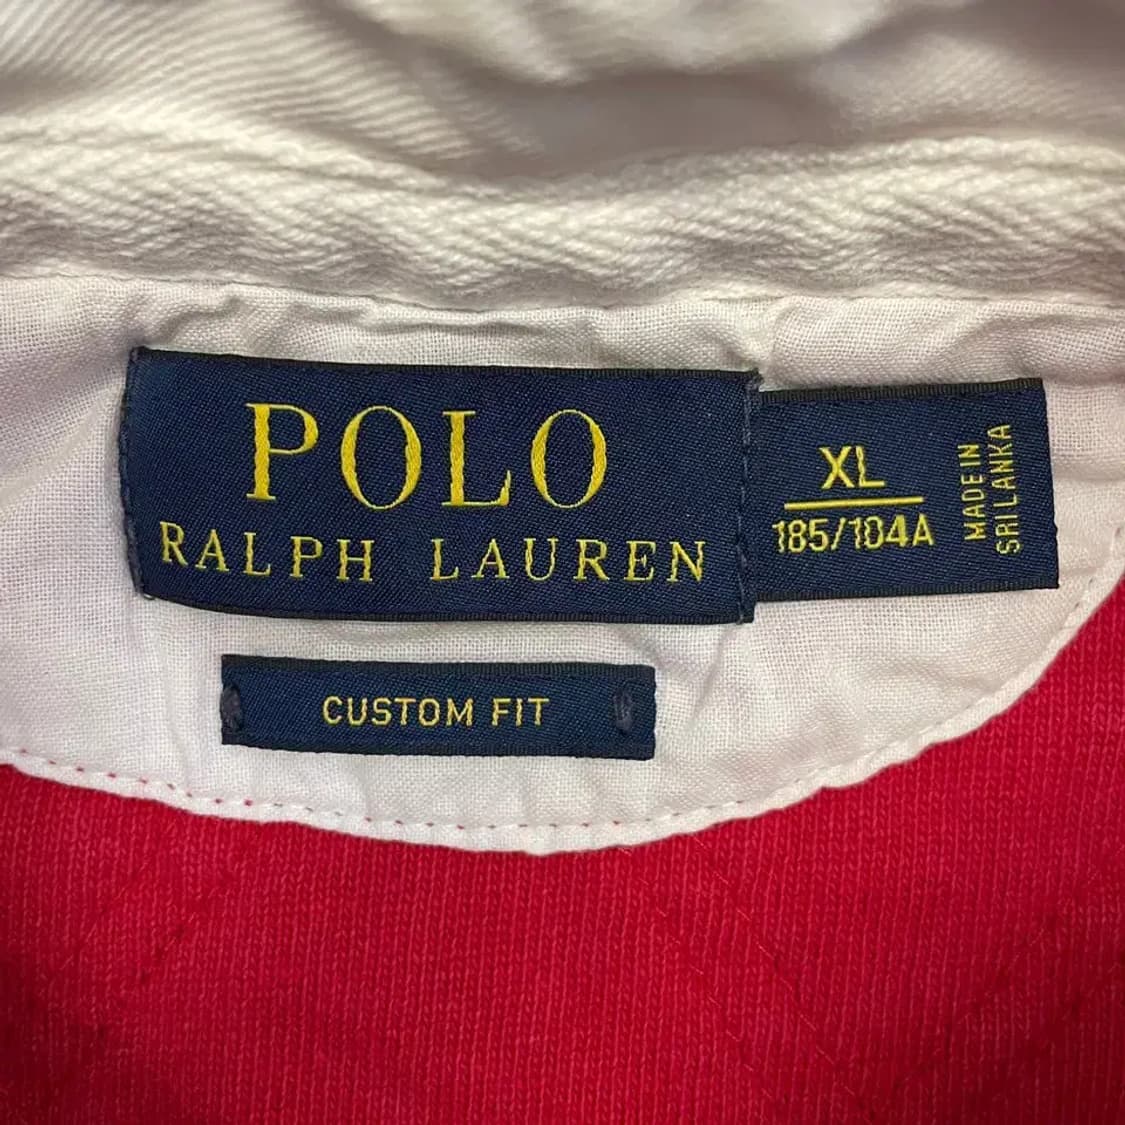 POLO
RALPH LAUREN
XL
185/104A
MADE IN
SRI LANKA
CUSTOM FIT